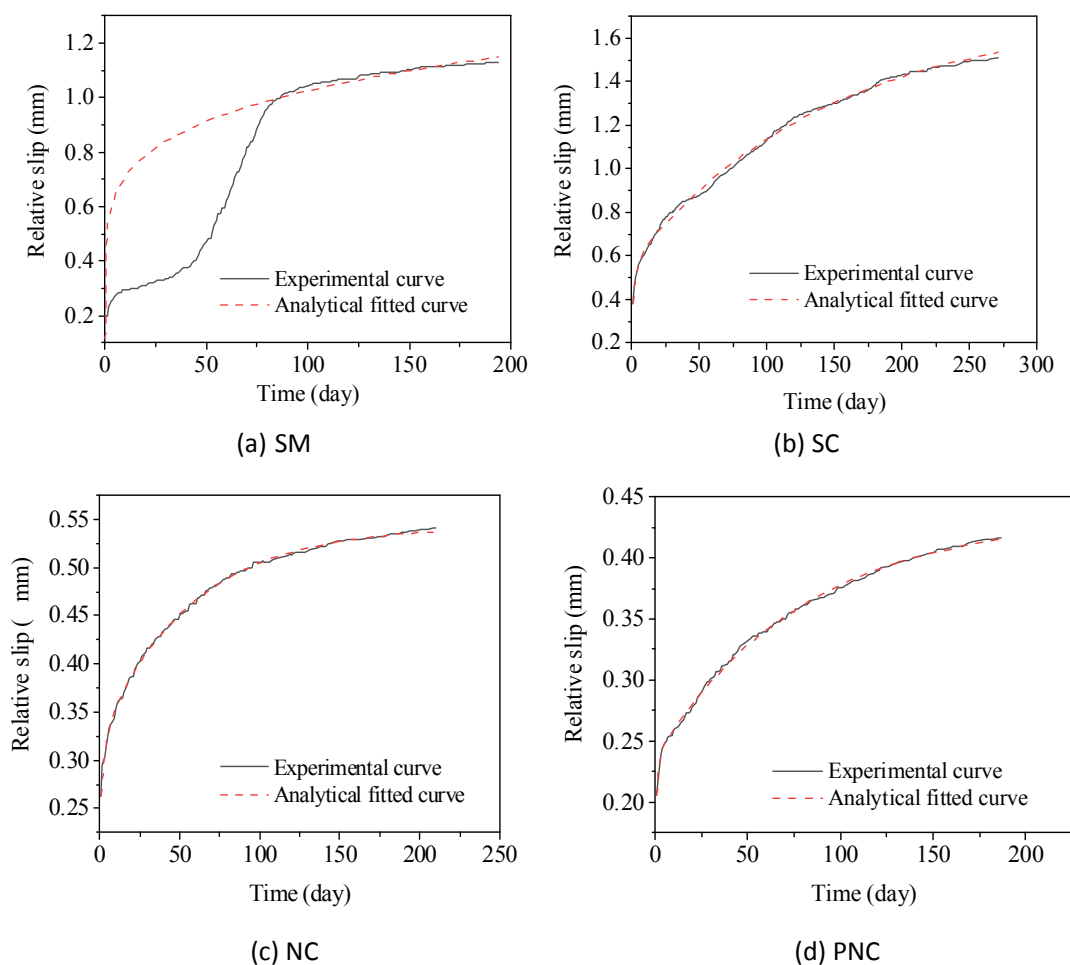 1.2
1.0
0.8
0.6
0.4
0.2
Relative slip (mm)
Experimental curve
Analytical fitted curve
0 50 100 150 200
Time (day)
(a) SM
1.6
1.4
1.2
1.0
0.8
0.6
0.4
0.2
Relative slip (mm)
Experimental curve
Analytical fitted curve
0 50 100 150 200 250 300
Time (day)
(b) SC
0.55
0.50
0.45
0.40
0.35
0.30
0.25
Relative slip ( mm)
Experimental curve
Analytical fitted curve
0 50 100 150 200 250
Time (day)
(c) NC
0.45
0.40
0.35
0.30
0.25
0.20
Relative slip (mm)
Experimental curve
Analytical fitted curve
0 50 100 150 200
Time (day)
(d) PNC